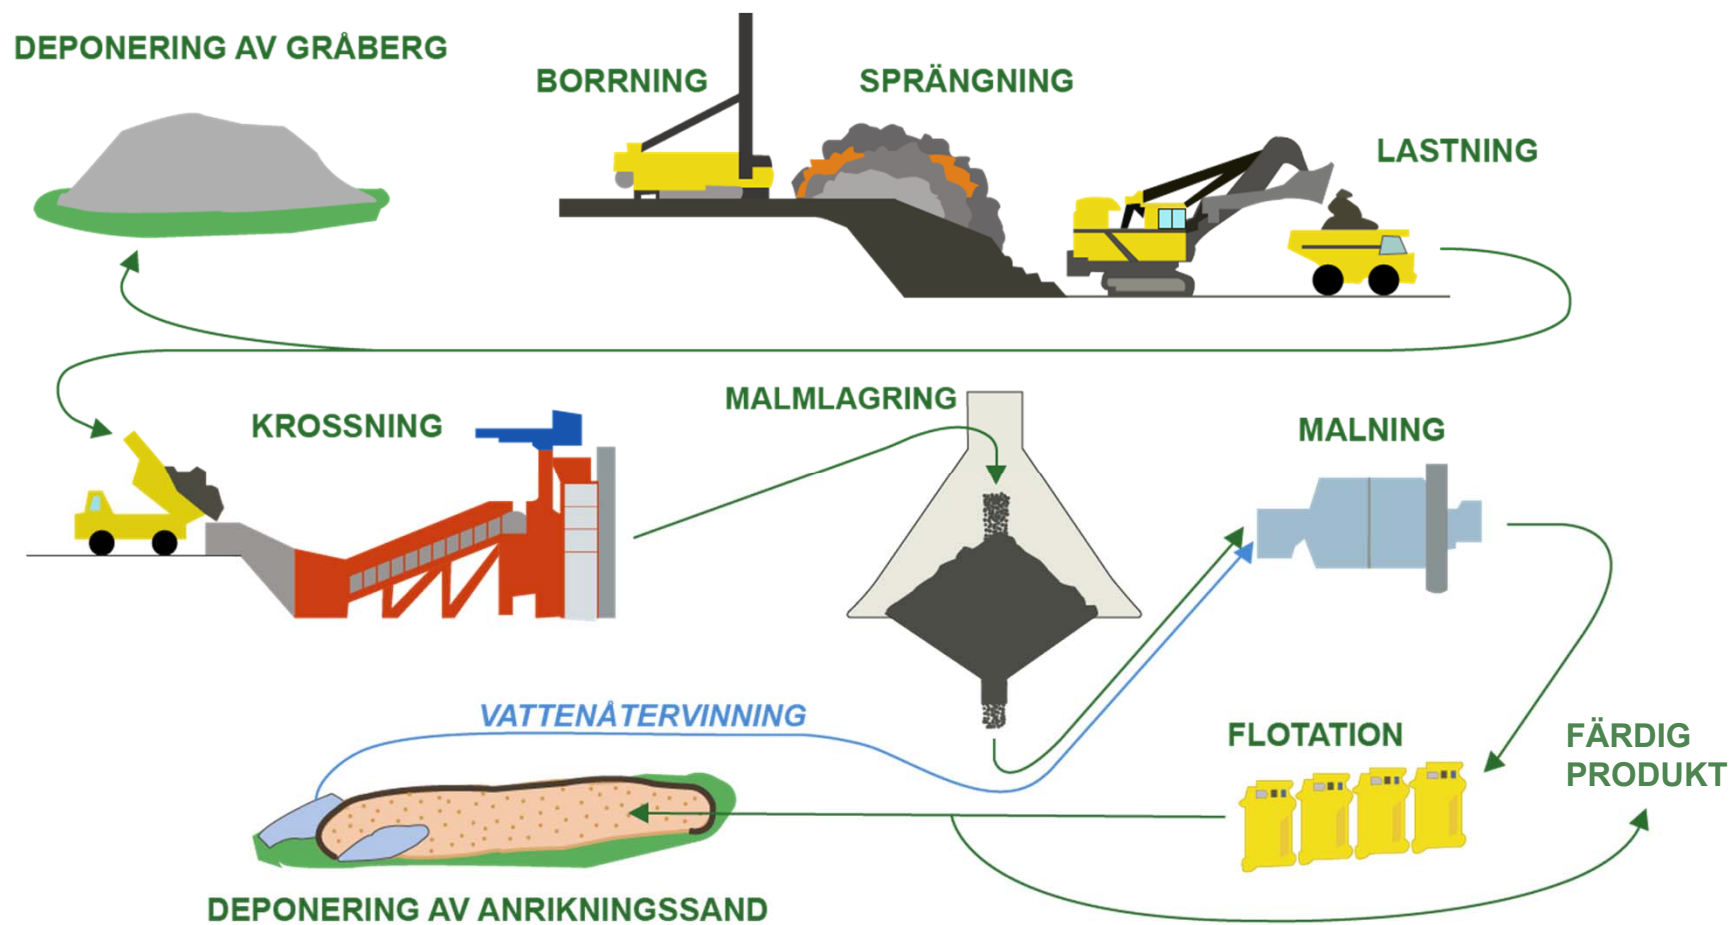 DEPONERING AV GRÅBERG
BORRNING
SPRÄNGNING
LASTNING
KROSSNING
MALMLAGRING
MALNING
VATTENÅTERVINNING
FLOTATION
FÄRDIG
PRODUKT
DEPONERING AV ANRIKNINGSSAND